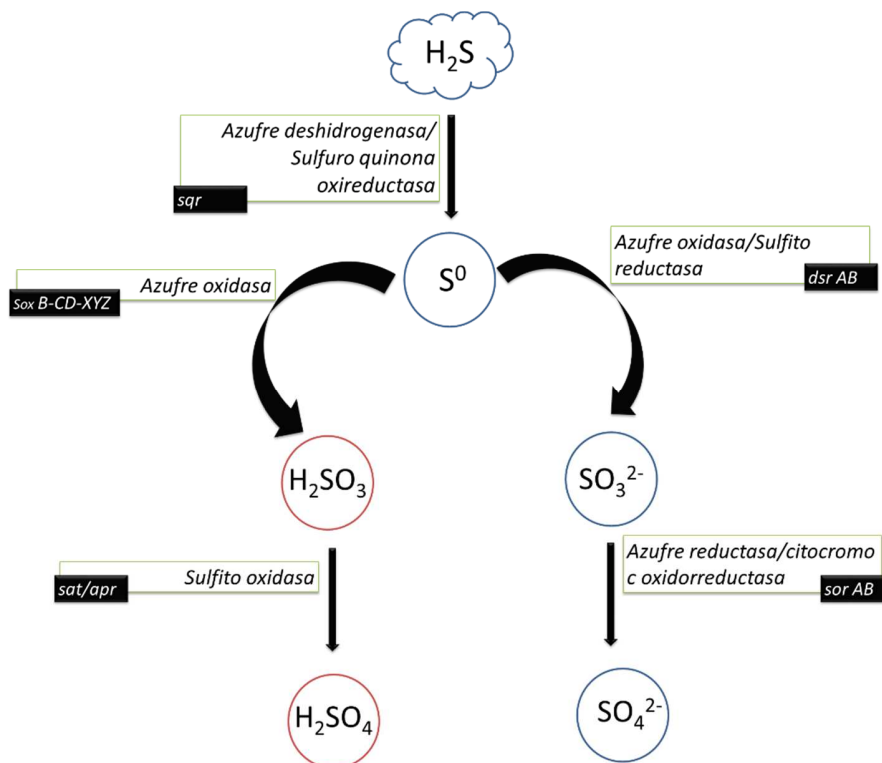 H₂S
Azufre deshidrogenasa/
Sulfuro quinona
oxireductasa
sqr
S⁰
Azufre oxidasa
Sox B-CD-XYZ
Azufre oxidasa/Sulfito
reductasa
dsr AB
H₂SO₃
SO₃²⁻
Sulfito oxidasa
sat/apr
Azufre reductasa/citocromo
c oxidorreductasa
sor AB
H₂SO₄
SO₄²⁻